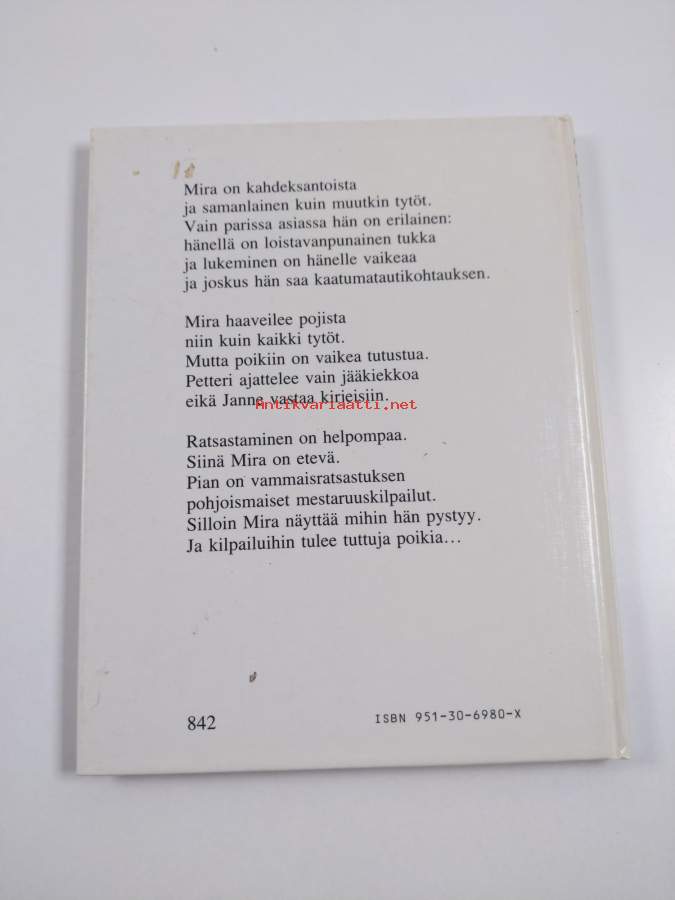 Mira on kahdeksantoista
ja samanlainen kuin muutkin tytöt.
Vain parissa asiassa hän on erilainen:
hänellä on loistavanpunainen tukka
ja lukeminen on hänelle vaikeaa
ja joskus hän saa kaatumatautikohtauksen.
Mira haaveilee pojista
niin kuin kaikki tytöt.
Mutta poikiin on vaikea tutustua.
Petteri ajattelee vain jääkiekkoa
eikä Janne vastaa kirjeisiin.
Antikvariaatti.net
Ratsastaminen on helpompaa.
Siinä Mira on etevä.
Pian on vammaisratsastuksen
pohjoismaiset mestaruuskilpailut.
Silloin Mira näyttää mihin hän pystyy.
Ja kilpailuihin tulee tuttuja poikia...
842
ISBN 951-30-6980-X